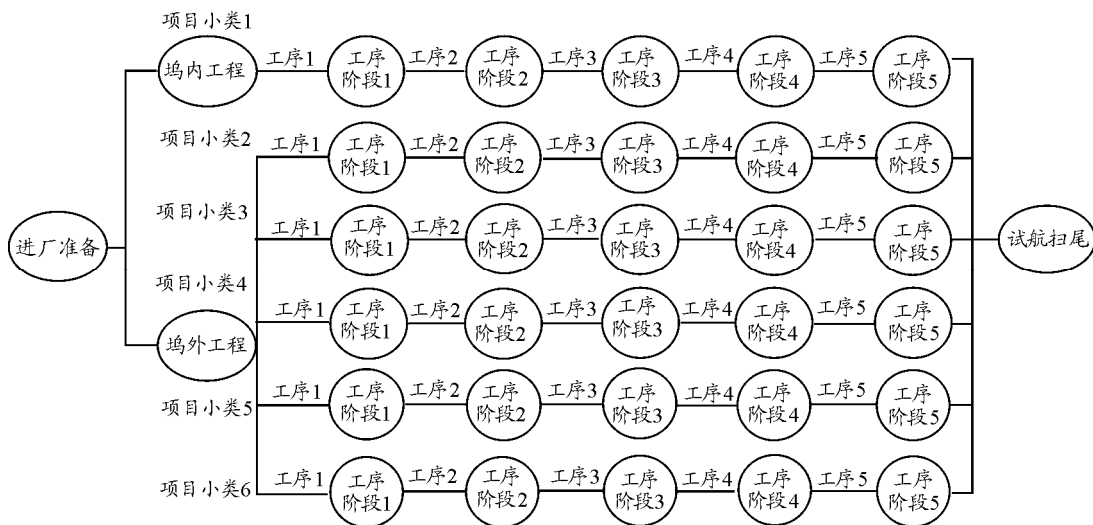 项目小类1
坞内工程
工序1 工序2 工序3 工序4 工序5
工序 工序 工序 工序 工序
阶段1 阶段2 阶段3 阶段4 阶段5
项目小类2
工序1 工序2 工序3 工序4 工序5
工序 工序 工序 工序 工序
阶段1 阶段2 阶段3 阶段4 阶段5
项目小类3
工序1 工序2 工序3 工序4 工序5
工序 工序 工序 工序 工序
阶段1 阶段2 阶段3 阶段4 阶段5
进厂准备
试航扫尾
项目小类4
工序1 工序2 工序3 工序4 工序5
工序 工序 工序 工序 工序
阶段1 阶段2 阶段3 阶段4 阶段5
坞外工程
项目小类5
工序1 工序2 工序3 工序4 工序5
工序 工序 工序 工序 工序
阶段1 阶段2 阶段3 阶段4 阶段5
项目小类6
工序1 工序2 工序3 工序4 工序5
工序 工序 工序 工序 工序
阶段1 阶段2 阶段3 阶段4 阶段5